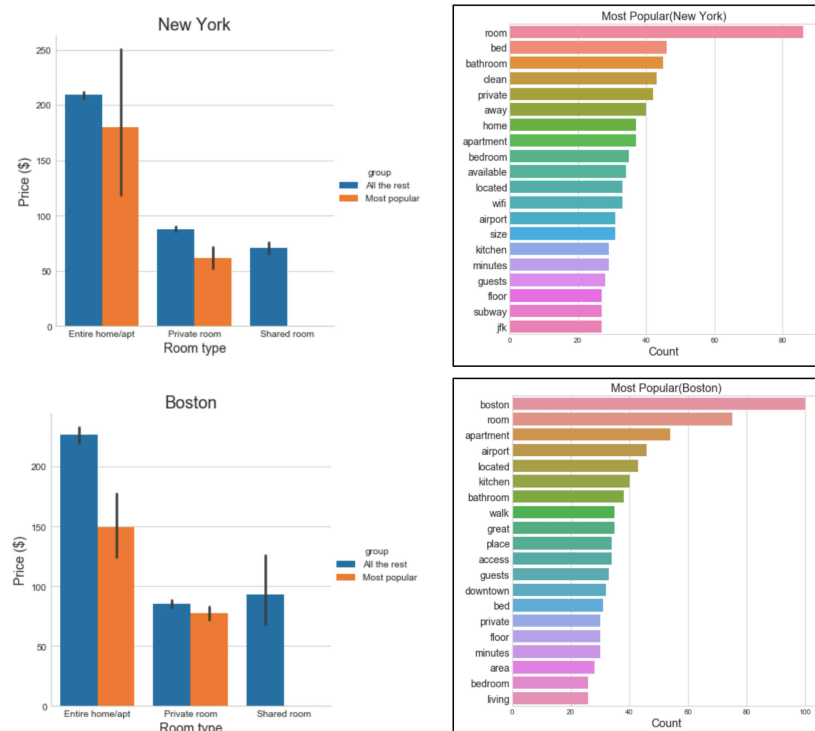 New York
250
200
150
100
50
0
Price ($)
Entire home/apt Private room Shared room
Room type
group
All the rest
Most popular
Most Popular(New York)
room
bed
bathroom
clean
private
away
home
apartment
bedroom
available
located
wifi
airport
size
kitchen
minutes
guests
floor
subway
jfk
0 20 40 60 80
Count
Boston
200
150
100
50
0
Price ($)
Entire home/apt Private room Shared room
Room type
group
All the rest
Most popular
Most Popular(Boston)
boston
room
apartment
airport
located
kitchen
bathroom
walk
great
place
access
guests
downtown
bed
private
floor
minutes
area
bedroom
living
0 20 40 60 80 100
Count